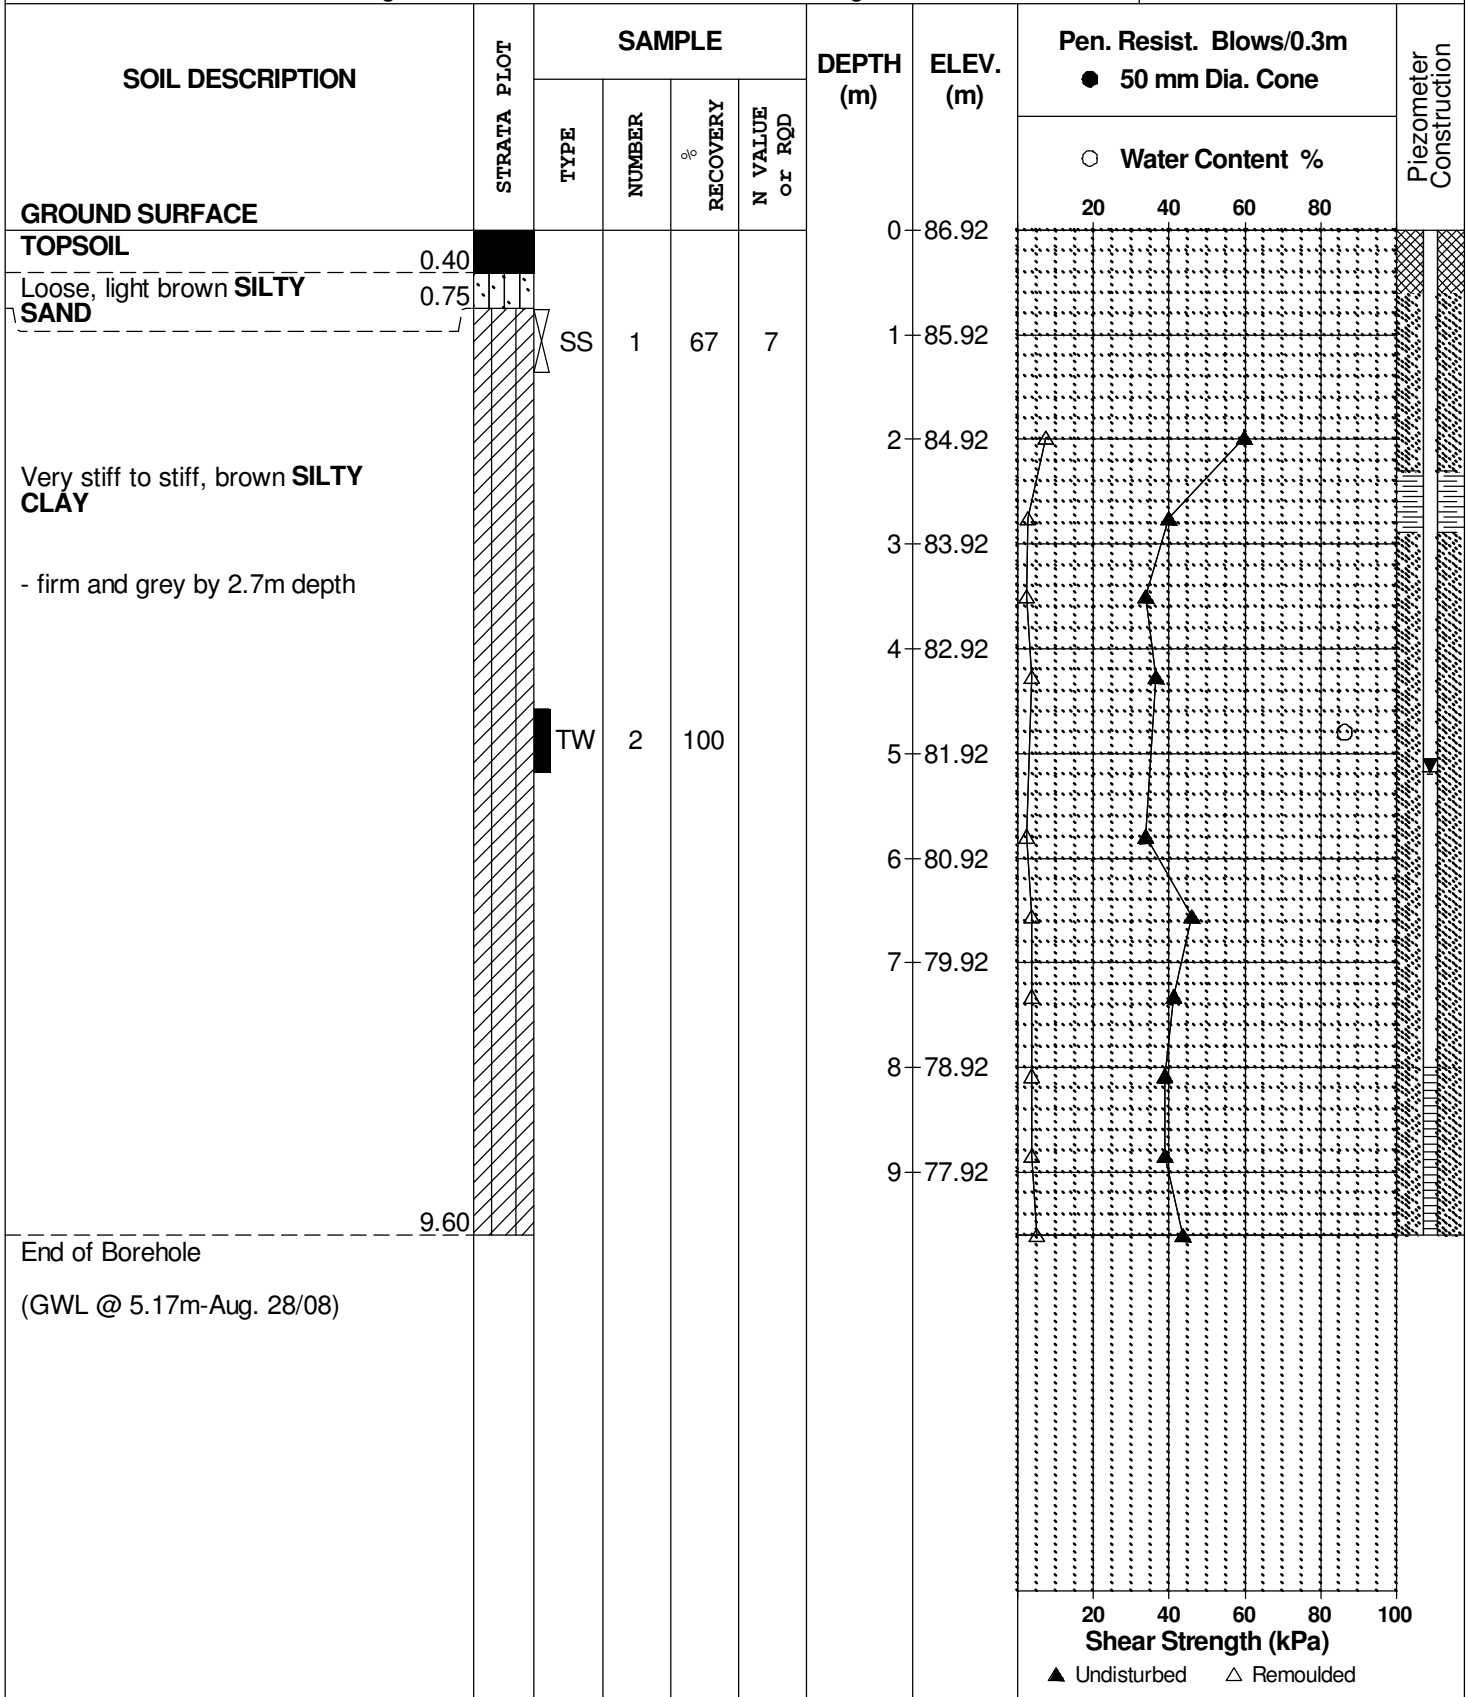 SOIL DESCRIPTION
STRATA PLOT
SAMPLE
TYPE
NUMBER
%
RECOVERY
N VALUE
or RQD
DEPTH
(m)
ELEV.
(m)
Pen. Resist. Blows/0.3m
● 50 mm Dia. Cone
○ Water Content %
20 40 60 80
Piezometer
Construction
GROUND SURFACE
0 86.92
TOPSOIL
0.40
Loose, light brown SILTY
SAND
0.75
SS 1 67 7
1 85.92
2 84.92
Very stiff to stiff, brown SILTY
CLAY
3 83.92
- firm and grey by 2.7m depth
4 82.92
TW 2 100
5 81.92
6 80.92
7 79.92
8 78.92
9 77.92
9.60
End of Borehole
(GWL @ 5.17m-Aug. 28/08)
20 40 60 80 100
Shear Strength (kPa)
▲ Undisturbed △ Remoulded